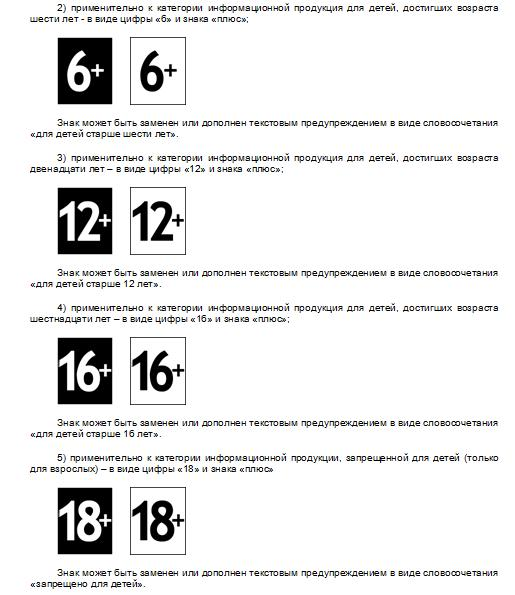 2) применительно к категории информационной продукция для детей, достигших возраста
шести лет - в виде цифры «6» и знака «плюс»;
6+ 6+
Знак может быть заменен или дополнен текстовым предупреждением в виде словосочетания
«для детей старше шести лет».
3) применительно к категории информационной продукция для детей, достигших возраста
двенадцати лет – в виде цифры «12» и знака «плюс»;
12+ 12+
Знак может быть заменен или дополнен текстовым предупреждением в виде словосочетания
«для детей старше 12 лет».
4) применительно к категории информационной продукция для детей, достигших возраста
шестнадцати лет – в виде цифры «16» и знака «плюс»;
16+ 16+
Знак может быть заменен или дополнен текстовым предупреждением в виде словосочетания
«для детей старше 16 лет».
5) применительно к категории информационной продукции, запрещенной для детей (только
для взрослых) – в виде цифры «18» и знака «плюс»
18+ 18+
Знак может быть заменен или дополнен текстовым предупреждением в виде словосочетания
«запрещено для детей».